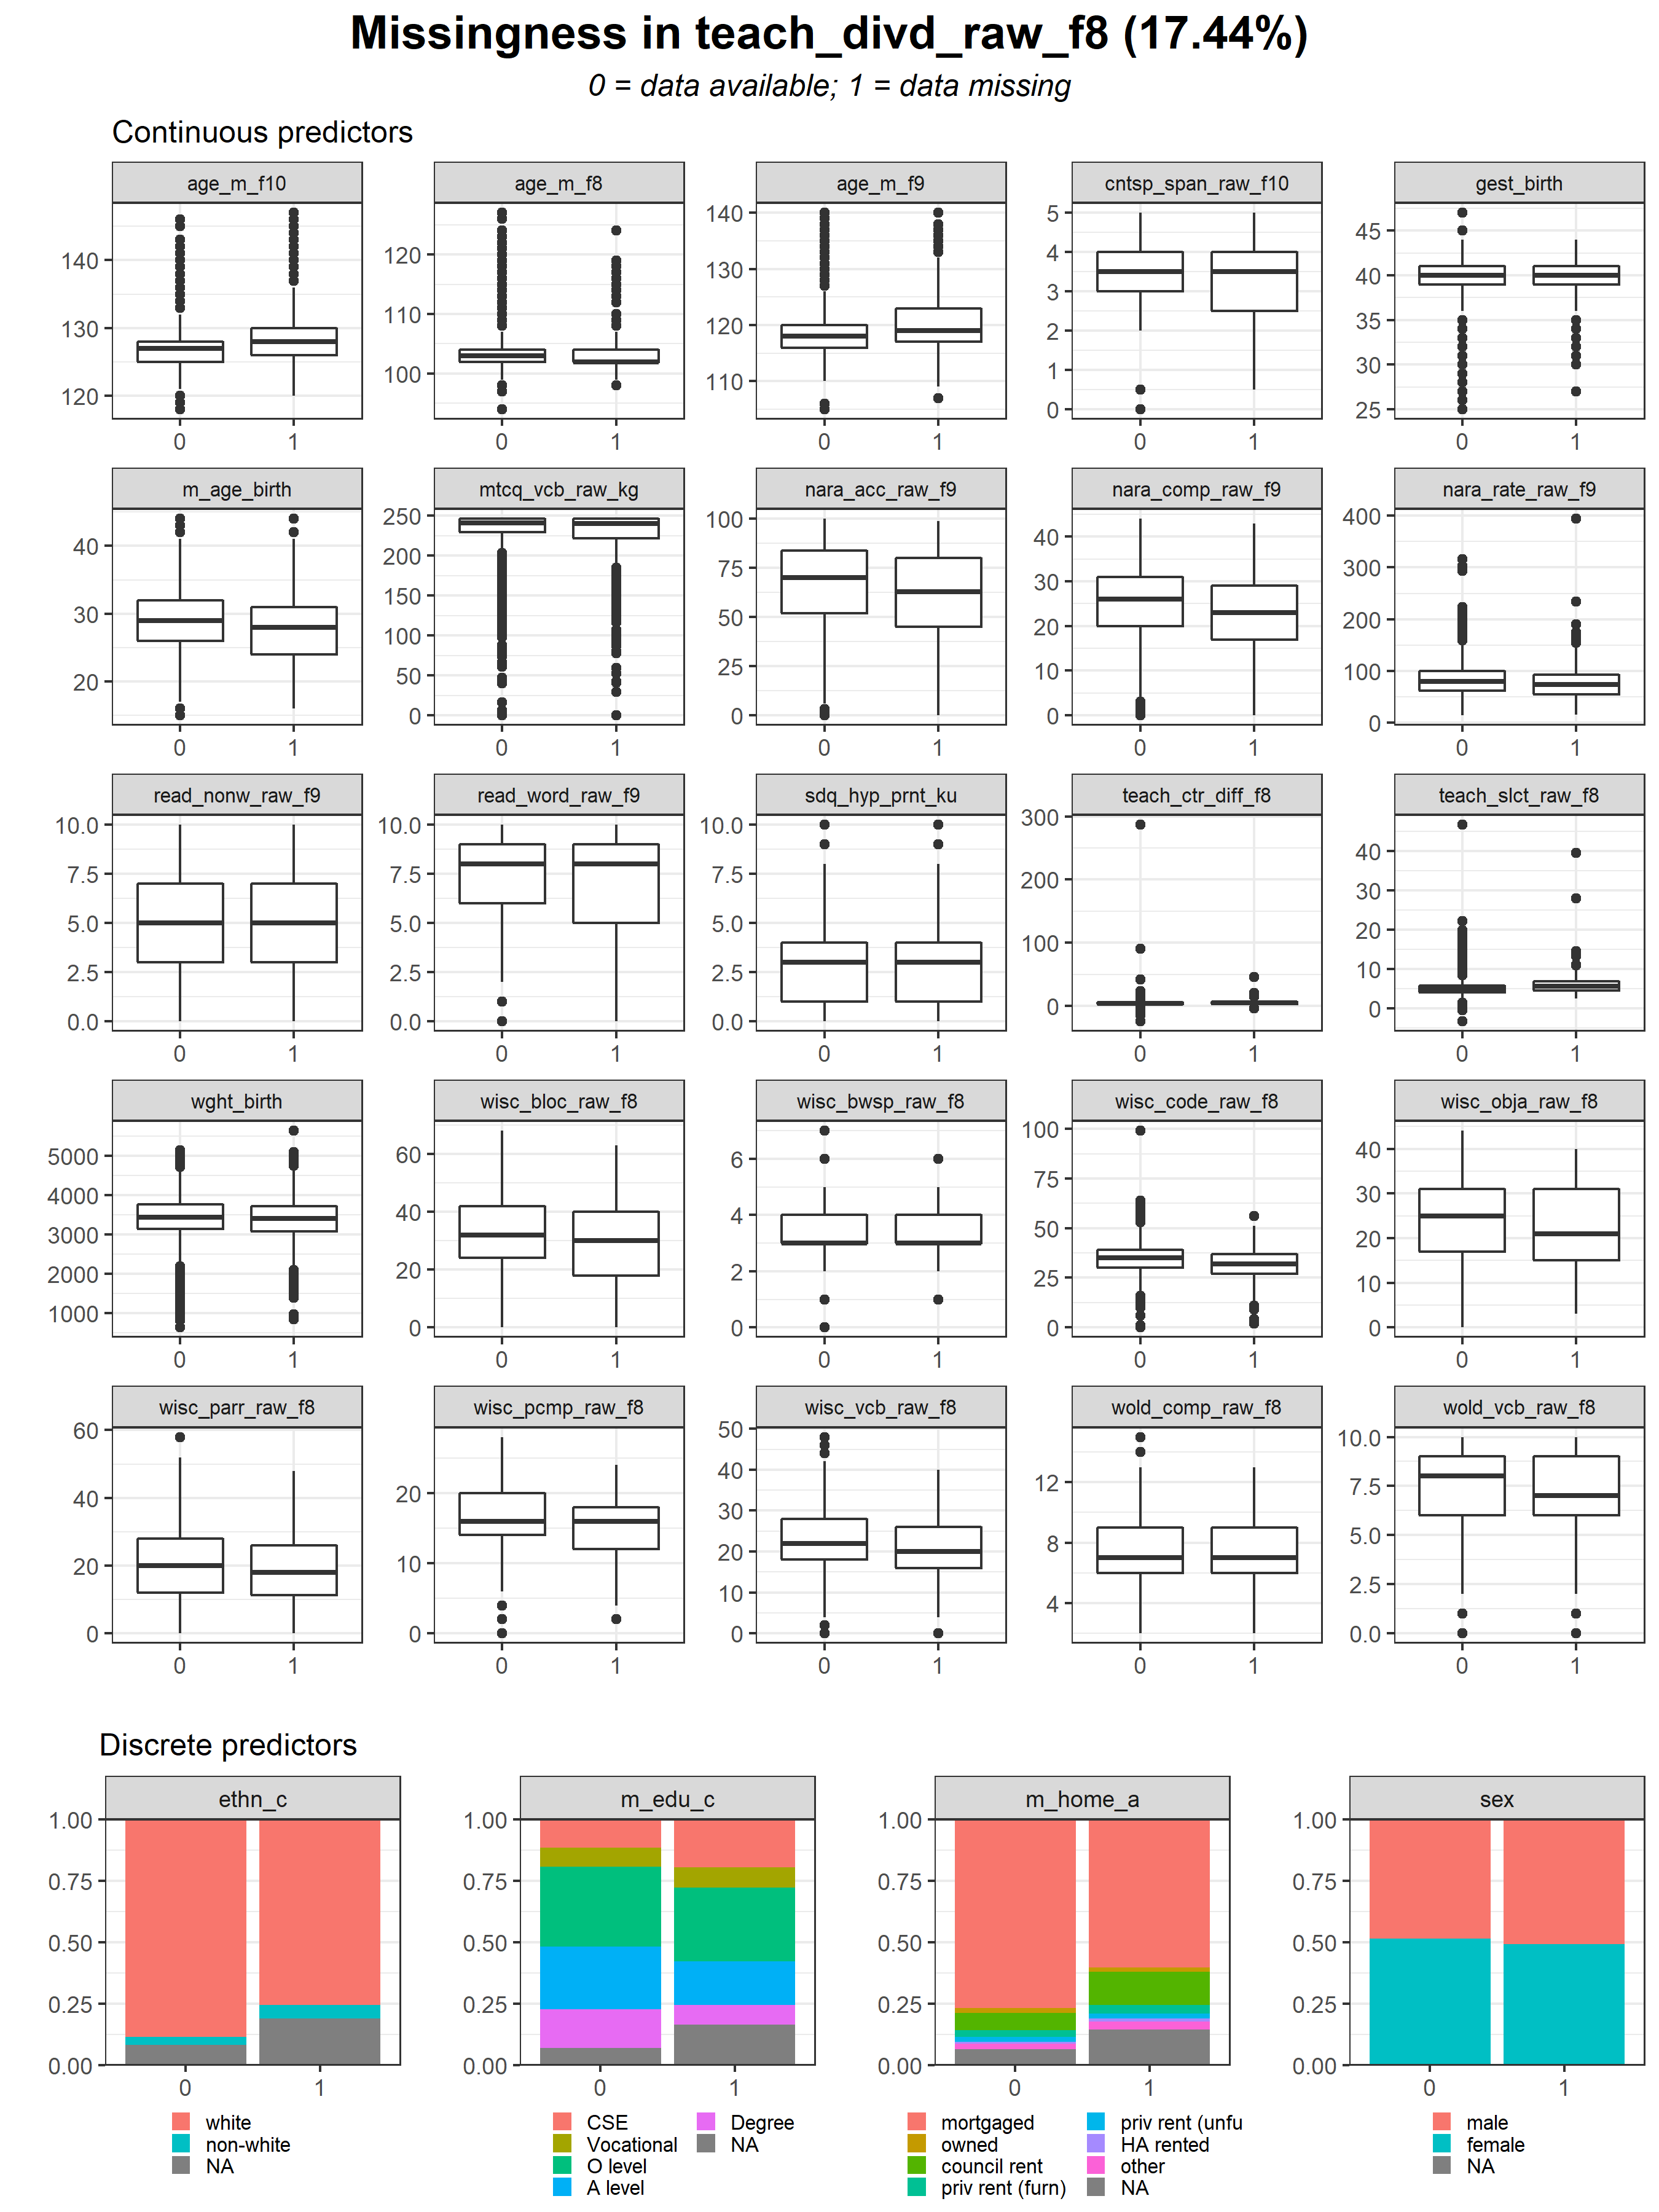 Missingness in teach_divd_raw_f8 (17.44%)
0 = data available; 1 = data missing
Continuous predictors
age_m_f10 age_m_f8 age_m_f9 cntsp_span_raw_f10 gest_birth
140 130 120
120 110 100
140 130 120 110
5 4 3 2 1 0
45 40 35 30 25
0 1 0 1 0 1 0 1 0 1
m_age_birth mtcq_vcb_raw_kg nara_acc_raw_f9 nara_comp_raw_f9 nara_rate_raw_f9
40 30 20
250 200 150 100 50 0
100 75 50 25 0
40 30 20 10 0
400 300 200 100 0
0 1 0 1 0 1 0 1 0 1
read_nonw_raw_f9 read_word_raw_f9 sdq_hyp_prnt_ku teach_ctr_diff_f8 teach_slct_raw_f8
10.0 7.5 5.0 2.5 0.0
10.0 7.5 5.0 2.5 0.0
10.0 7.5 5.0 2.5 0.0
300 200 100 0
40 30 20 10 0
0 1 0 1 0 1 0 1 0 1
wght_birth wisc_bloc_raw_f8 wisc_bwsp_raw_f8 wisc_code_raw_f8 wisc_obja_raw_f8
5000 4000 3000 2000 1000
60 40 20 0
6 4 2 0
100 75 50 25 0
40 30 20 10 0
0 1 0 1 0 1 0 1 0 1
wisc_parr_raw_f8 wisc_pcmp_raw_f8 wisc_vcb_raw_f8 wold_comp_raw_f8 wold_vcb_raw_f8
60 40 20 0
20 10 0
50 40 30 20 10 0
12 8 4
10.0 7.5 5.0 2.5 0.0
0 1 0 1 0 1 0 1 0 1
Discrete predictors
ethn_c m_edu_c m_home_a sex
1.00 0.75 0.50 0.25 0.00
1.00 0.75 0.50 0.25 0.00
1.00 0.75 0.50 0.25 0.00
1.00 0.75 0.50 0.25 0.00
0 1 0 1 0 1 0 1
white
non-white
NA
CSE
Vocational
O level
A level
Degree
NA
mortgaged
owned
council rent
priv rent (furn)
priv rent (unfu
HA rented
other
NA
male
female
NA